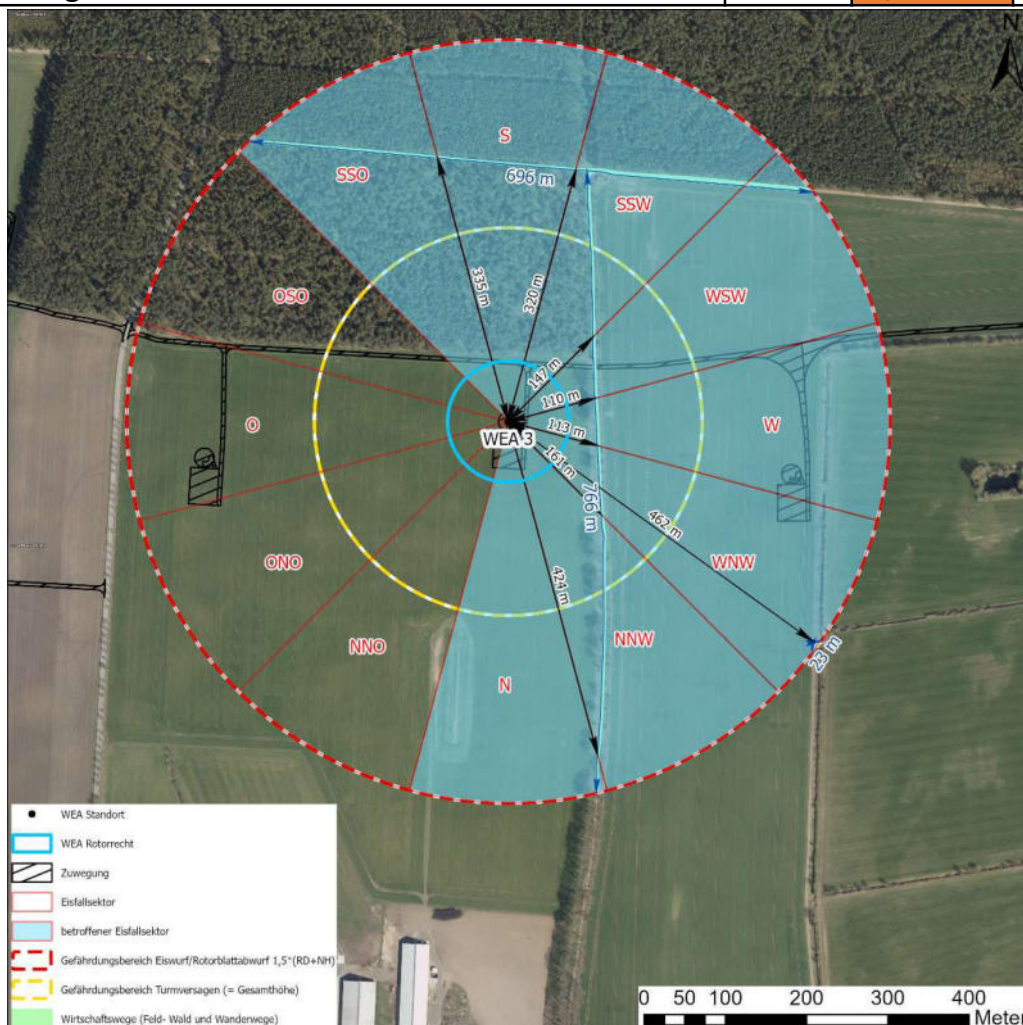 N
S
SSO
696 m
SSW
335 m
320 m
OSO
WSW
147 m
110 m
O
WEA 3
113 m
W
161 m
766 m
462 m
ONO
WNW
424 m
NNO
NNW
23 m
N
WEA Standort
WEA Rotorrecht
Zuwegung
Eisfallsektor
betroffener Eisfallsektor
Gefährdungsbereich Eiswurf/Rotorblattabwurf 1,5*(RD+NH)
Gefährdungsbereich Turmversagen (= Gesamthöhe)
Wirtschaftswege (Feld- Wald und Wanderwege)
0 50 100 200 300 400
Meter